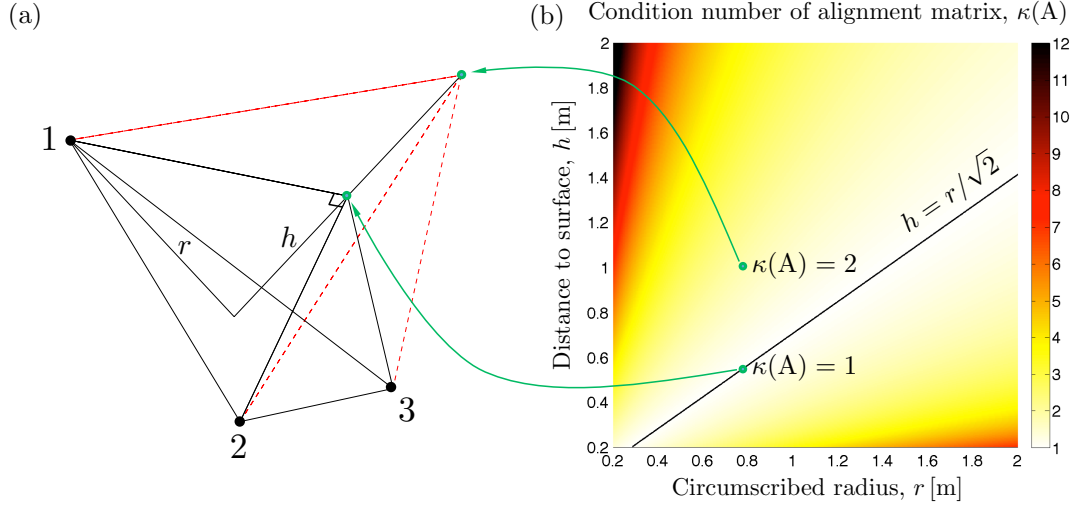 (a)
1
r
h
2
3
(b)
Condition number of alignment matrix, κ(A)
Distance to surface, h [m]
2
1.8
1.6
1.4
1.2
1
0.8
0.6
0.4
0.2
h = r/√2
κ(A) = 2
κ(A) = 1
0.2 0.4 0.6 0.8 1 1.2 1.4 1.6 1.8 2
Circumscribed radius, r [m]
12
11
10
9
8
7
6
5
4
3
2
1